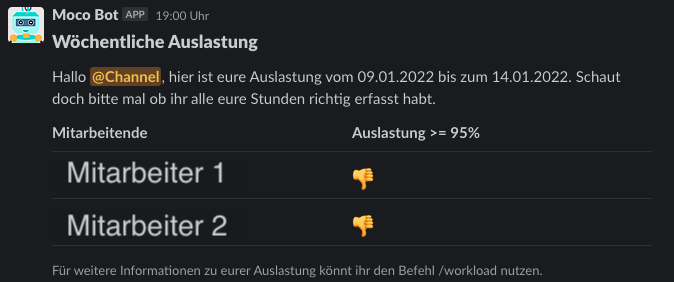 Moco Bot APP 19:00 Uhr
Wöchentliche Auslastung
Hallo @Channel, hier ist eure Auslastung vom 09.01.2022 bis zum 14.01.2022. Schaut
doch bitte mal ob ihr alle eure Stunden richtig erfasst habt.
Mitarbeitende Auslastung >= 95%
Mitarbeiter 1 👎
Mitarbeiter 2 👎
Für weitere Informationen zu eurer Auslastung könnt ihr den Befehl /workload nutzen.